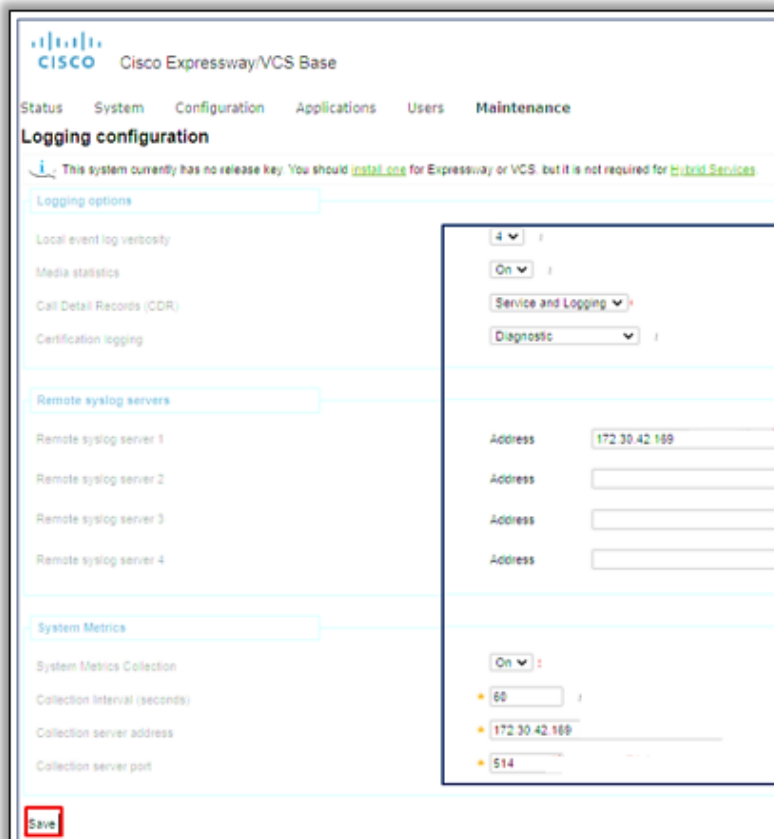 CISCO Cisco Expressway/VCS Base
Status System Configuration Applications Users Maintenance
Logging configuration
i This system currently has no release key. You should install one for Expressway or VCS, but it is not required for Hybrid Services.
Logging options
Local event log verbosity 4 i
Media statistics On i
Call Detail Records (CDR) Service and Logging
Certification logging Diagnostic i
Remote syslog servers
Remote syslog server 1 Address 172.30.42.169
Remote syslog server 2 Address
Remote syslog server 3 Address
Remote syslog server 4 Address
System Metrics
System Metrics Collection On
Collection Interval (seconds) 60 i
Collection server address 172.30.42.169
Collection server port 514
Save